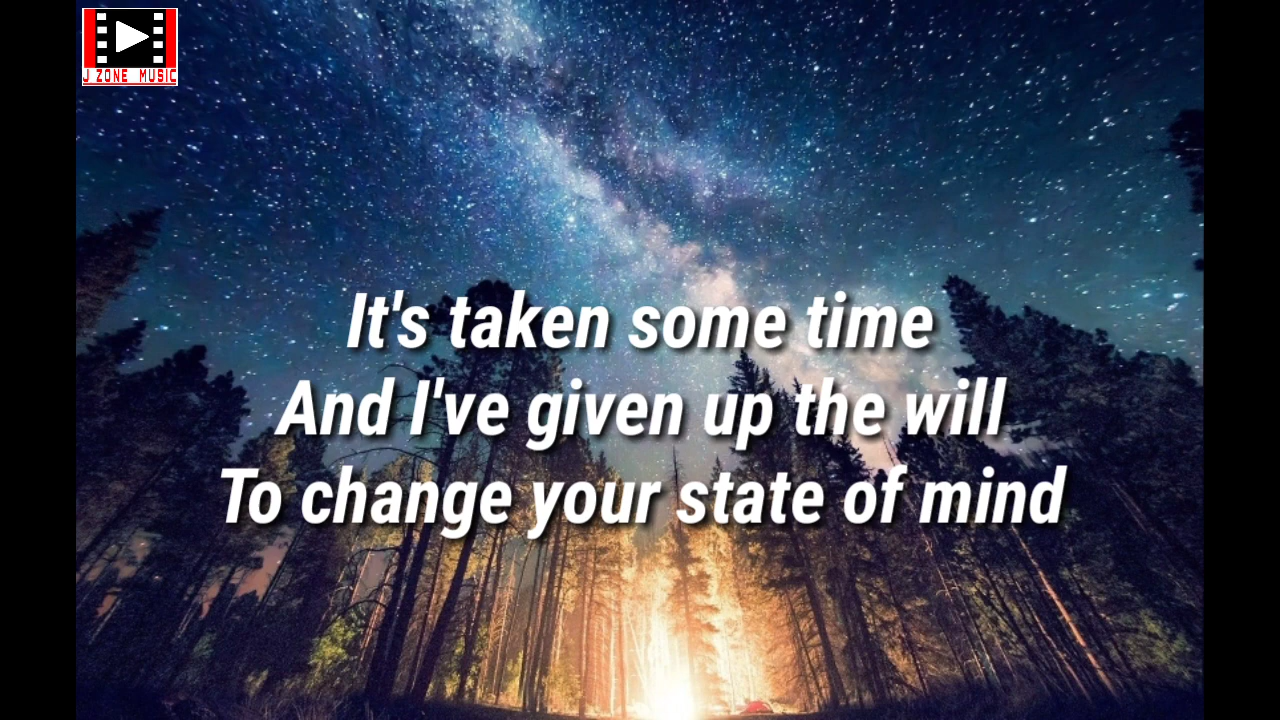 J ZONE MUSIC
It's taken some time
And I've given up the will
To change your state of mind